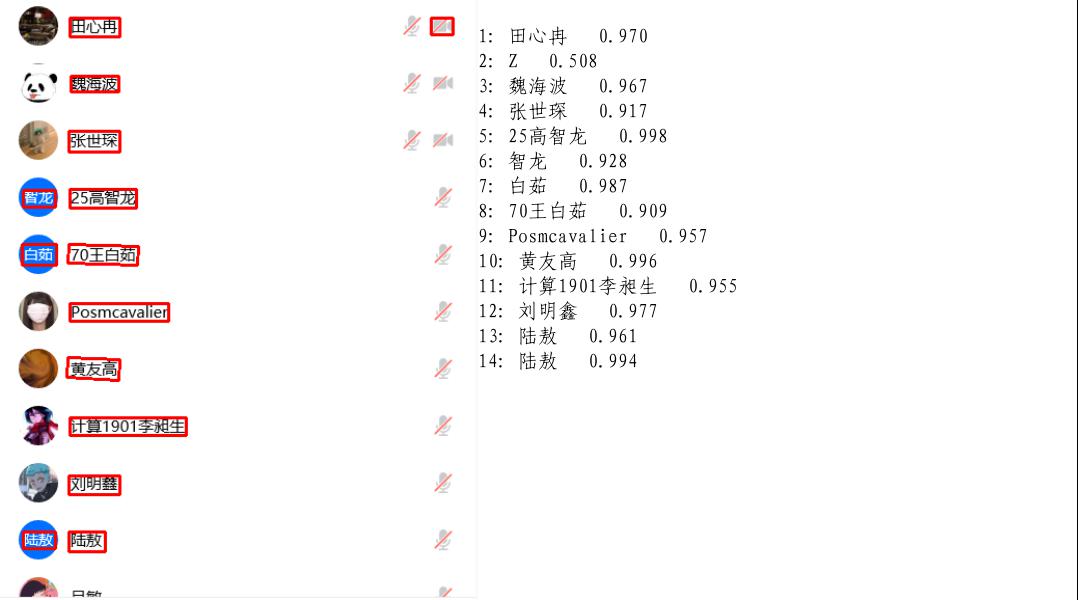 田心冉
魏海波
张世琛
智龙 25高智龙
白茹 70王白茹
Posmcavalier
黄友高
计算1901李昶生
刘明鑫
陆敖 陆敖
1: 田心冉 0.970
2: Z 0.508
3: 魏海波 0.967
4: 张世琛 0.917
5: 25高智龙 0.998
6: 智龙 0.928
7: 白茹 0.987
8: 70王白茹 0.909
9: Posmcavalier 0.957
10: 黄友高 0.996
11: 计算1901李昶生 0.955
12: 刘明鑫 0.977
13: 陆敖 0.961
14: 陆敖 0.994